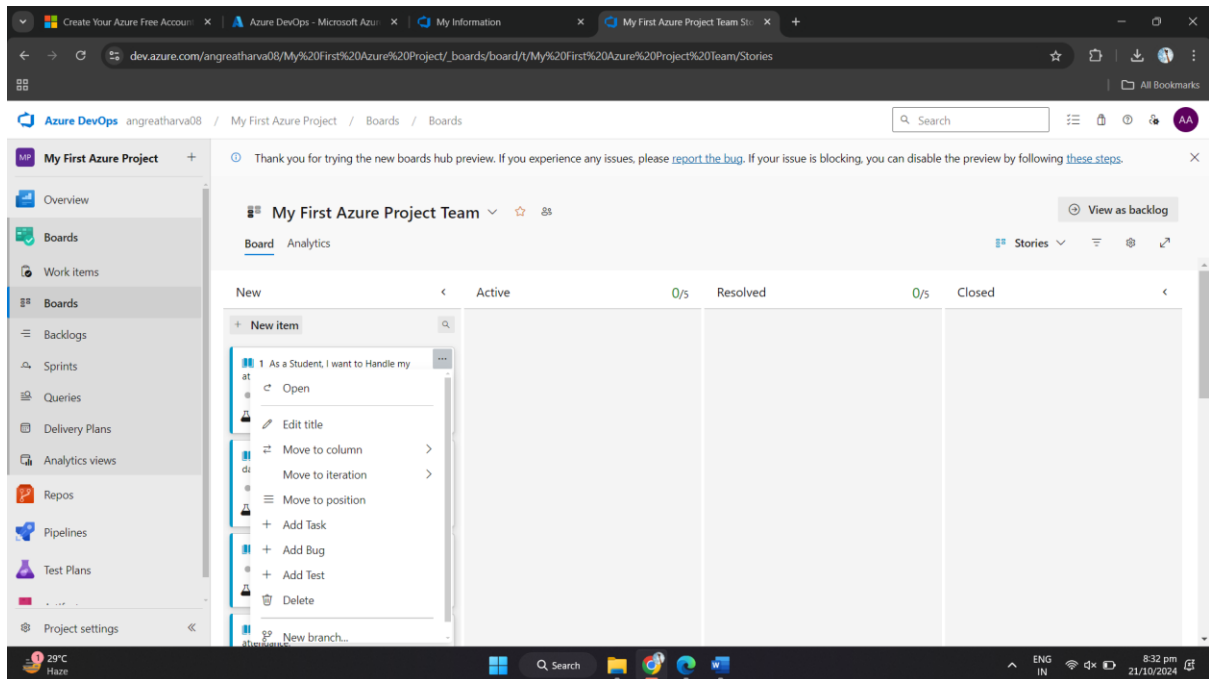 Create Your Azure Free Accoun
Azure DevOps - Microsoft Azur
My Information
My First Azure Project Team Sto
dev.azure.com/angreatharva08/My%20First%20Azure%20Project/_boards/board/t/My%20First%20Azure%20Project%20Team/Stories
All Bookmarks
Azure DevOps angreatharva08 / My First Azure Project / Boards / Boards
Search
AA
MP My First Azure Project +
Thank you for trying the new boards hub preview. If you experience any issues, please report the bug. If your issue is blocking, you can disable the preview by following these steps.
Overview
Boards
Work items
Boards
Backlogs
Sprints
Queries
Delivery Plans
Analytics views
Repos
Pipelines
Test Plans
Project settings
My First Azure Project Team
View as backlog
Board Analytics
Stories
New
Active 0/5
Resolved 0/5
Closed
+ New item
1 As a Student, I want to Handle my
at
Open
Edit title
Move to column
da
Move to iteration
Move to position
+ Add Task
+ Add Bug
+ Add Test
Delete
New branch...
attendance.
1
29°C
Haze
Search
ENG
IN
8:32 pm
21/10/2024